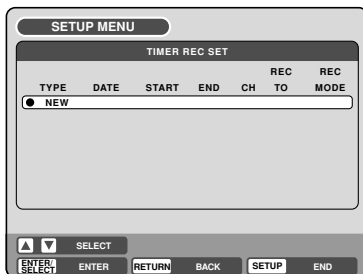 SETUP MENU
TIMER REC SET
REC REC
TYPE DATE START END CH TO MODE
NEW
SELECT
ENTER/
SELECT ENTER RETURN BACK SETUP END